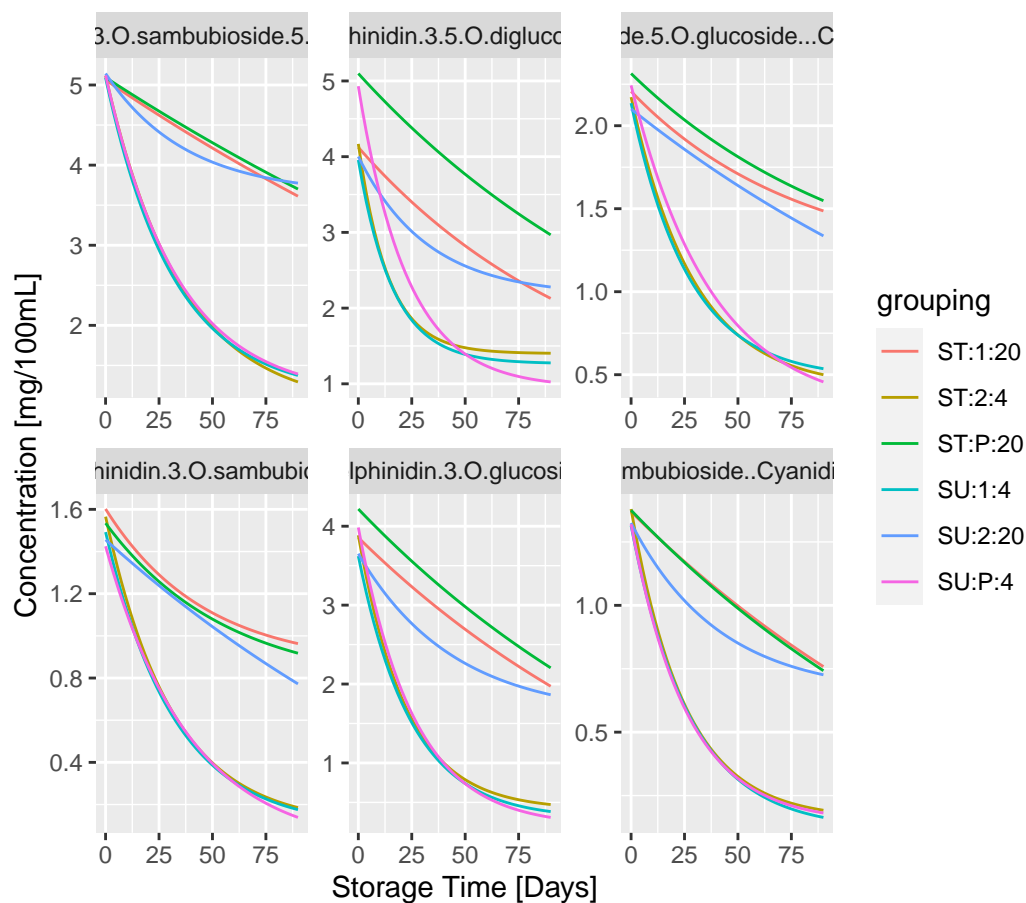 3.O.sambubioside.5.
hinidin.3.5.O.digluco
de.5.O.glucoside...C
5
4
3
2
5
4
3
2
1
2.0
1.5
1.0
0.5
0 25 50 75
0 25 50 75
0 25 50 75
hinidin.3.O.sambubio
lphinidin.3.O.glucosi
mbubioside..Cyanidi
1.6
1.2
0.8
0.4
4
3
2
1
1.0
0.5
0 25 50 75
0 25 50 75
0 25 50 75
Concentration [mg/100mL]
Storage Time [Days]
grouping
ST:1:20
ST:2:4
ST:P:20
SU:1:4
SU:2:20
SU:P:4